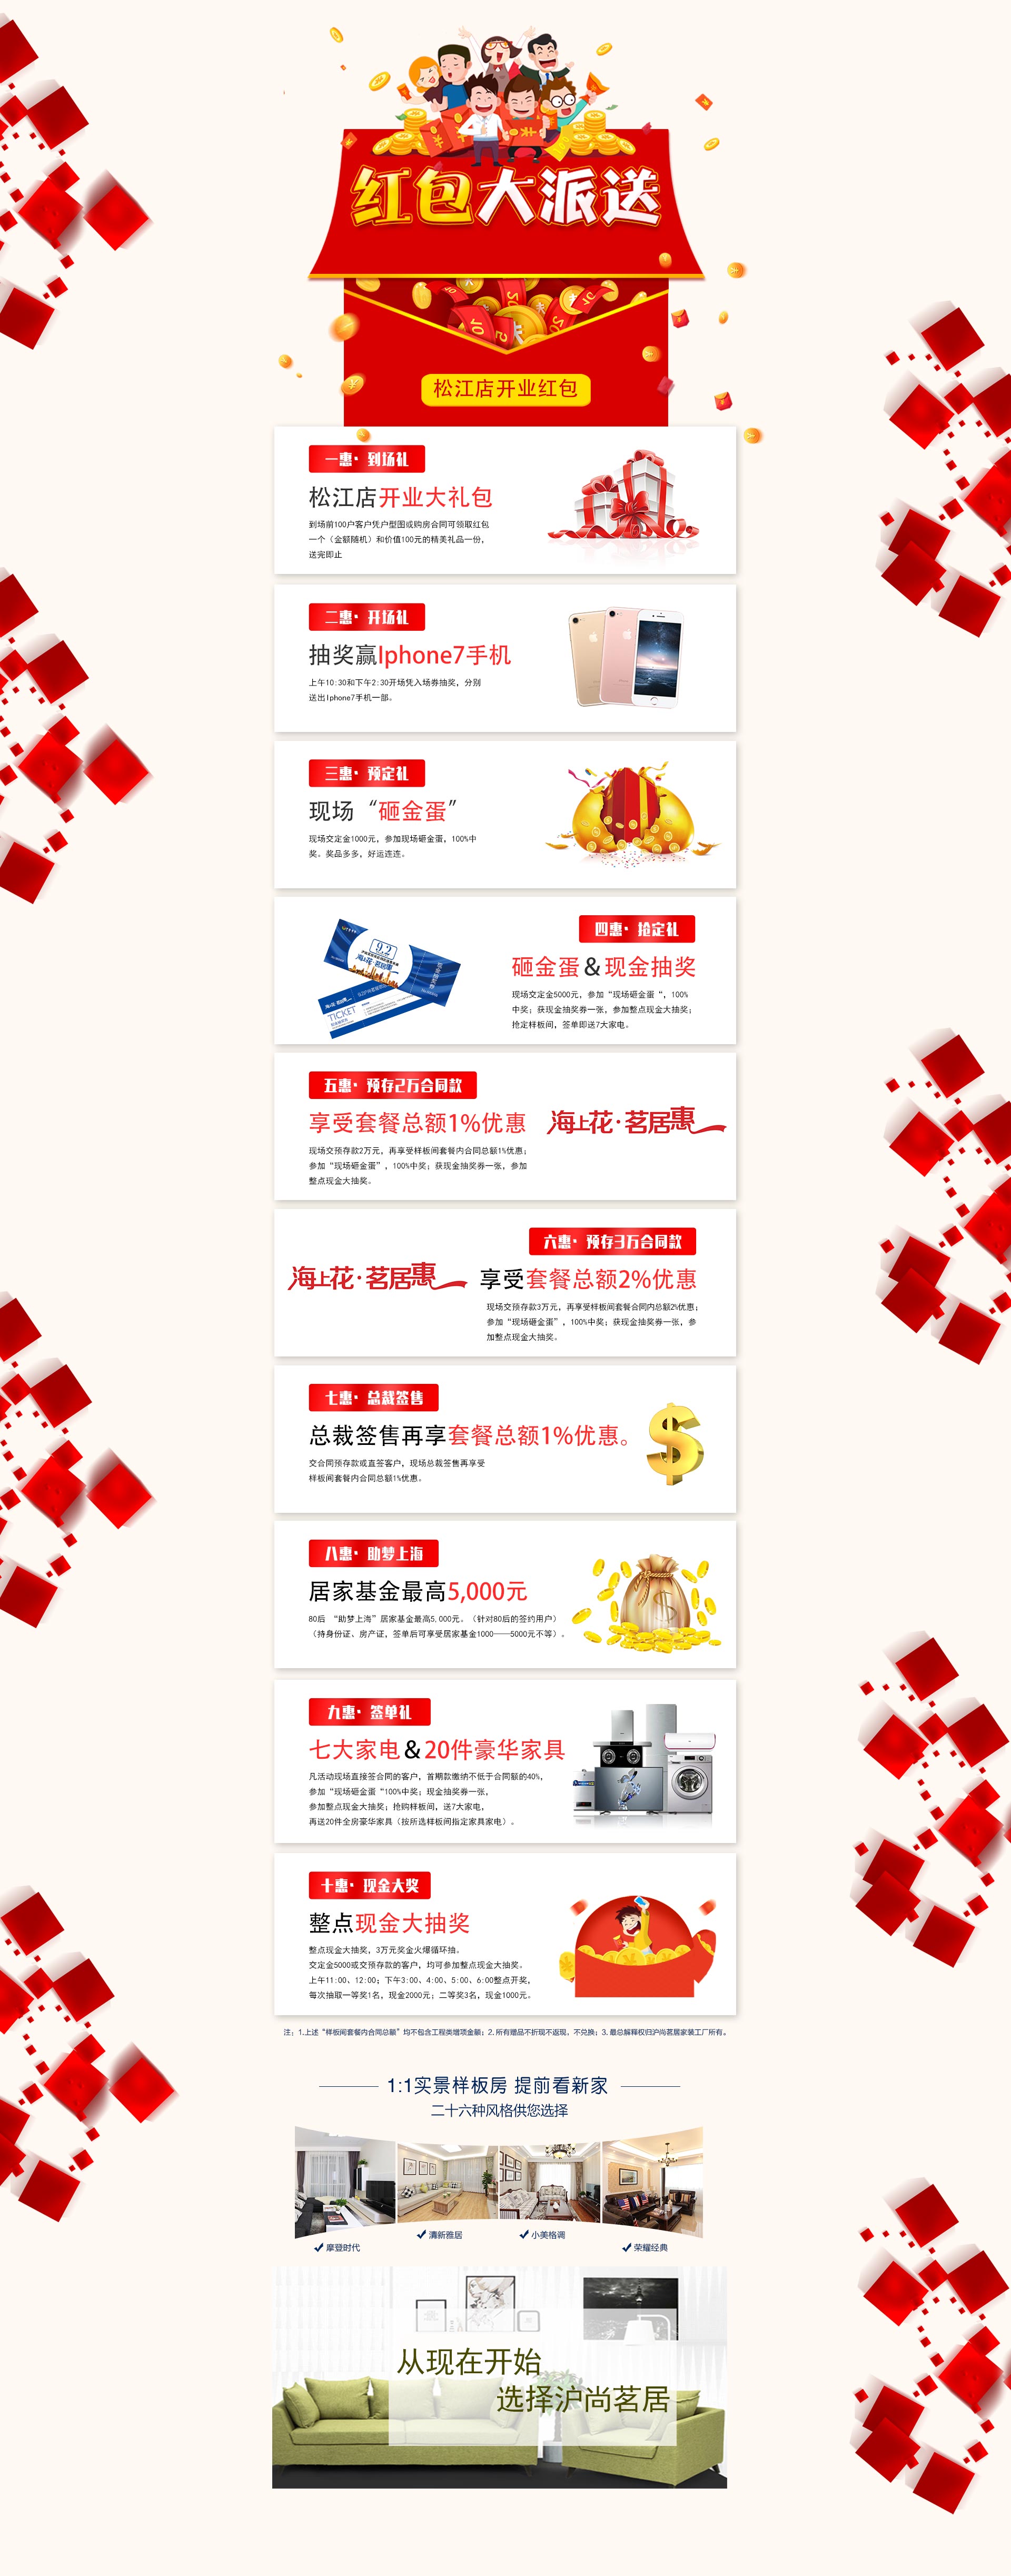 红包大派送
松江店开业红包
一惠· 到场礼
松江店开业大礼包
到场前100户客户凭户型图或购房合同可领取红包
一个（金额随机）和价值100元的精美礼品一份，
送完即止
二惠· 开场礼
抽奖赢Iphone7手机
上午10:30和下午2:30开场凭入场券抽奖，分别
送出Iphone7手机一部。
三惠· 预定礼
现场“砸金蛋”
现场交定金1000元，参加现场砸金蛋，100%中
奖。奖品多多，好运连连。
9.2
海上花·茗居惠
TICKET
四惠· 抢定礼
砸金蛋&现金抽奖
现场交定金5000元，参加“现场砸金蛋“，100%
中奖；获现金抽奖券一张，参加整点现金大抽奖；
抢定样板间，签单即送7大家电。
五惠· 预存2万合同款
享受套餐总额1%优惠
海上花·茗居惠
现场交预存款2万元，再享受样板间套餐内合同总额1%优惠；
参加“现场砸金蛋”，100%中奖；获现金抽奖券一张，参加
整点现金大抽奖。
六惠· 预存3万合同款
海上花·茗居惠
享受套餐总额2%优惠
现场交预存款3万元，再享受样板间套餐合同内总额2%优惠；
参加“现场砸金蛋”，100%中奖；获现金抽奖券一张，参
加整点现金大抽奖。
七惠· 总裁签售
总裁签售再享套餐总额1%优惠。
交合同预存款或直签客户，现场总裁签售再享受
样板间套餐内合同总额1%优惠。
八惠· 助梦上海
居家基金最高5,000元
80后 “助梦上海”居家基金最高5,000元。（针对80后的签约用户）
（持身份证、房产证，签单后可享受居家基金1000——5000元不等）。
九惠· 签单礼
七大家电&20件豪华家具
凡活动现场直接签合同的客户，首期款缴纳不低于合同额的40%，
参加“现场砸金蛋“100%中奖；现金抽奖券一张，
参加整点现金大抽奖；抢购样板间，送7大家电，
再送20件全房豪华家具（按所选样板间指定家具家电）。
十惠· 现金大奖
整点现金大抽奖
整点现金大抽奖，3万元奖金火爆循环抽。
交定金5000或交预存款的客户，均可参加整点现金大抽奖。
上午11:00、12:00；下午3:00、4:00、5:00、6:00整点开奖，
每次抽取一等奖1名，现金2000元；二等奖3名，现金1000元。
注：1.上述“样板间套餐内合同总额”均不包含工程类增项金额；2.所有赠品不折现不返现、不兑换；3.最总解释权归沪尚茗居家装工厂所有。
1:1实景样板房 提前看新家
二十六种风格供您选择
清新雅居
小美格调
摩登时代
荣耀经典
从现在开始
选择沪尚茗居